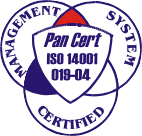 MANAGEMENT SYSTEM
Pan Cert
ISO 14001
019-04
CERTIFIED